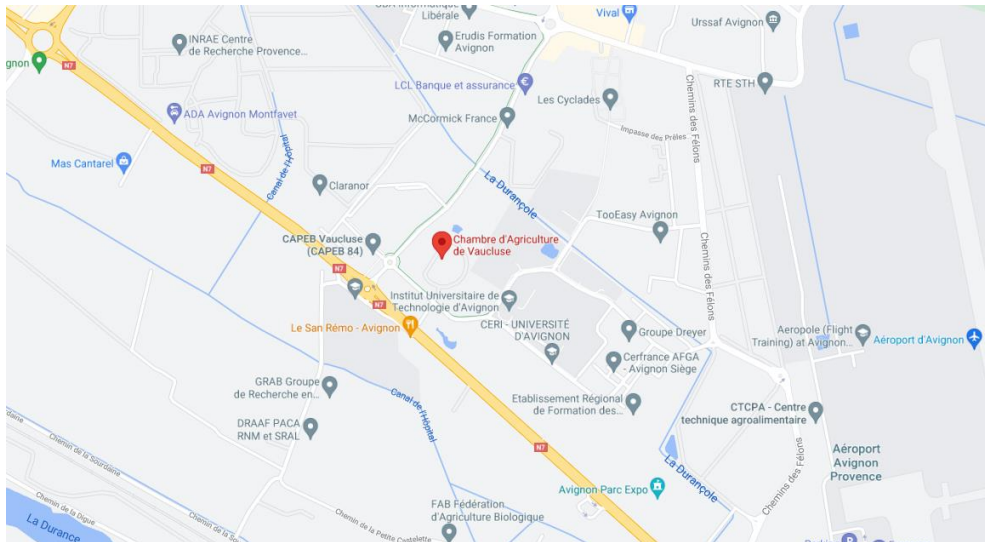 Libérale
Vival
Urssaf Avignon
INRAE Centre
de Recherche Provence...
Erudis Formation
Avignon
gnon
N7
LCL Banque et assurance
RTE STH
Les Cyclades
ADA Avignon Montfavet
McCormick France
Chemins des Félons
Impasse des Prêles
Canal de l'Hôpital
Mas Cantarel
N7
La Durançole
Claranor
TooEasy Avignon
CAPEB Vaucluse
(CAPEB 84)
Chambre d'Agriculture
de Vaucluse
Chemins des Félons
N7
N7
Institut Universitaire de
Technologie d'Avignon
Le San Rémo - Avignon
CERI - UNIVERSITÉ
D'AVIGNON
Groupe Dreyer
Aeropole (Flight
Training) at Avignon...
Aéroport d'Avignon
Cerfrance AFGA
- Avignon Siège
GRAB Groupe
de Recherche en...
Canal de l'Hôpital
Etablissement Régional
de Formation des...
CTCPA - Centre
technique agroalimentaire
DRAAF PACA
RNM et SRAL
Chemin de la Sourdaine
N7
La Durançole
Chemins des Félons
Aéroport
Avignon
Provence
Avignon Parc Expo
Chemin de la Digue
La Durance
FAB Fédération
d'Agriculture Biologique
Chemin de la Petite Castelette